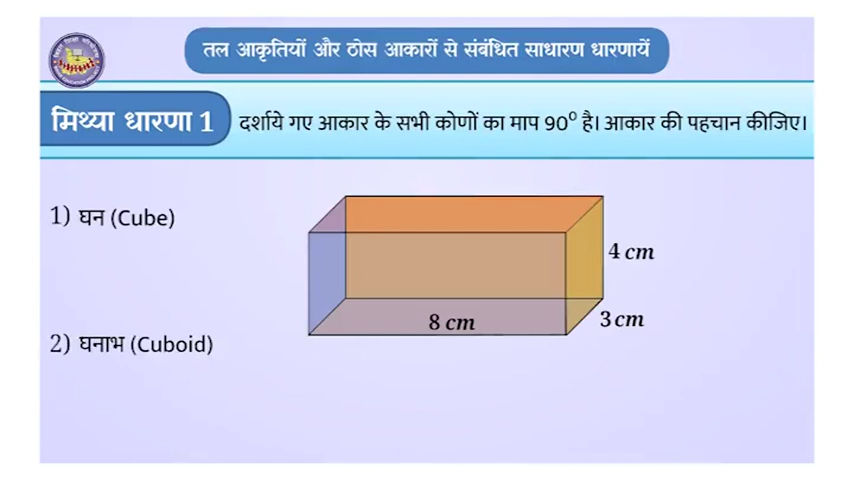 तल आकृतियों और ठोस आकारों से संबंधित साधारण धारणायें
मिथ्या धारणा 1
दर्शाये गए आकार के सभी कोणों का माप 90⁰ है। आकार की पहचान कीजिए।
1) घन (Cube)
4 cm
3 cm
8 cm
2) घनाभ (Cuboid)